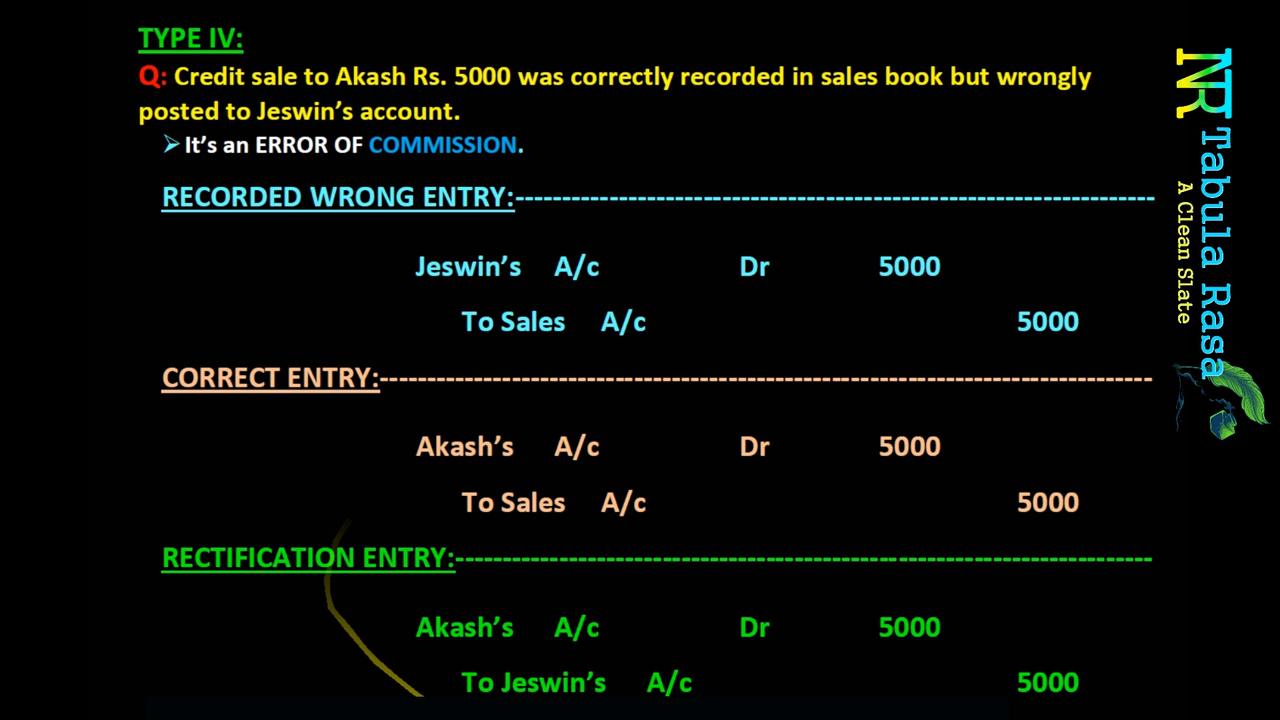 TYPE IV:
Q: Credit sale to Akash Rs. 5000 was correctly recorded in sales book but wrongly
posted to Jeswin’s account.
➢ It’s an ERROR OF COMMISSION.
RECORDED WRONG ENTRY:--------------------------------------------------------------------
Jeswin’s A/c Dr 5000
To Sales A/c 5000
CORRECT ENTRY:----------------------------------------------------------------------------------
Akash’s A/c Dr 5000
To Sales A/c 5000
RECTIFICATION ENTRY:--------------------------------------------------------------------------
Akash’s A/c Dr 5000
To Jeswin’s A/c 5000
NR
Tabula Rasa
A Clean Slate